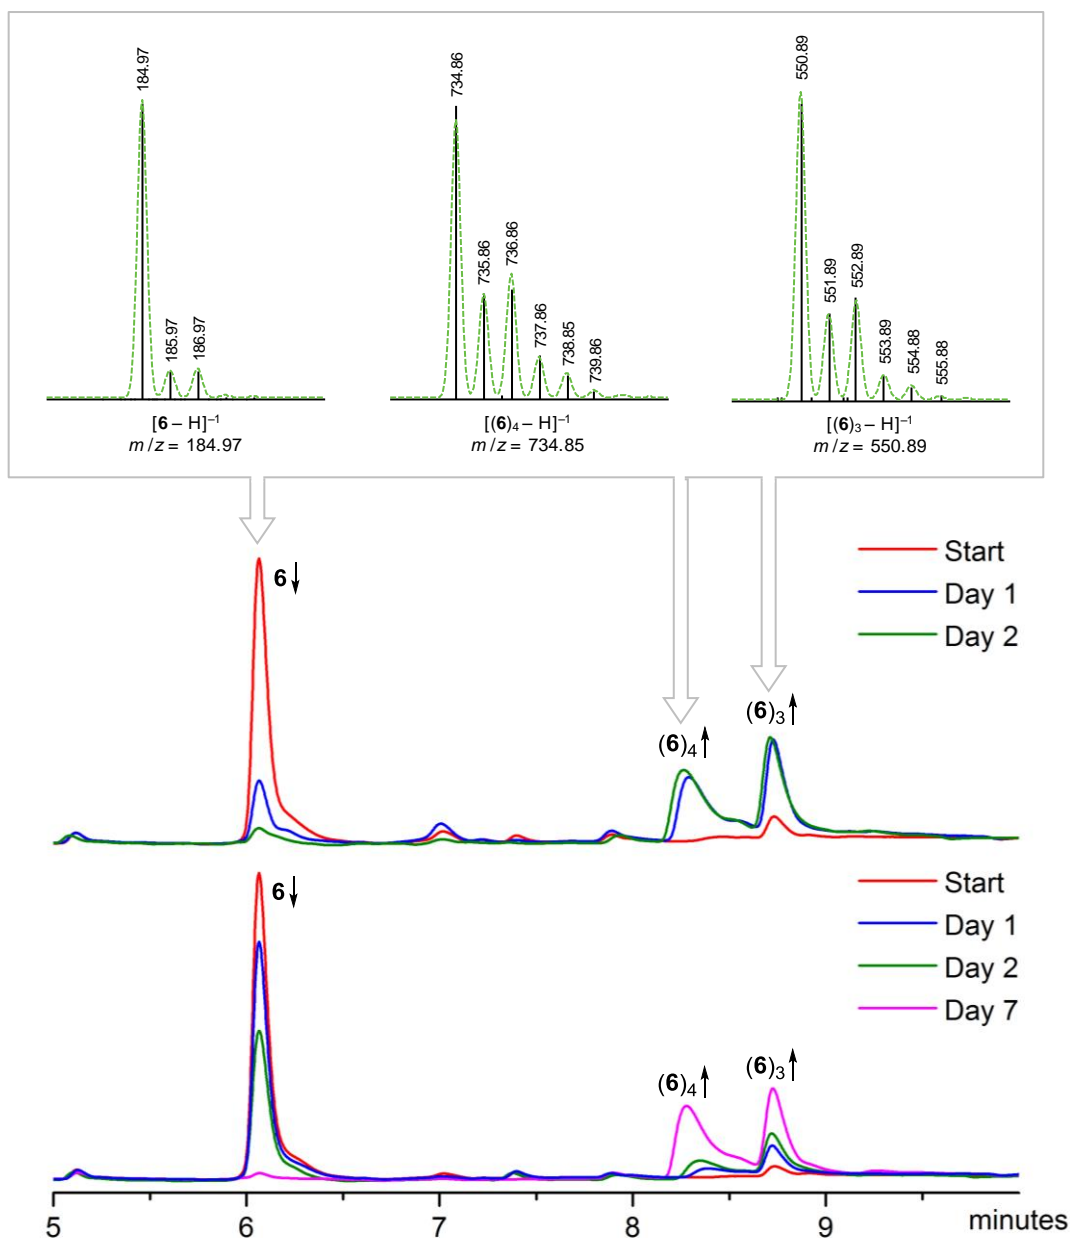 184.97
185.97
186.97
[6 – H]⁻¹
m/z = 184.97
734.86
735.86
736.86
737.86
738.85
739.86
[(6)₄ – H]⁻¹
m/z = 734.85
550.89
551.89
552.89
553.89
554.88
555.88
[(6)₃ – H]⁻¹
m/z = 550.89
6↓
(6)₄↑
(6)₃↑
Start
Day 1
Day 2
6↓
(6)₄↑
(6)₃↑
Start
Day 1
Day 2
Day 7
5 6 7 8 9 minutes